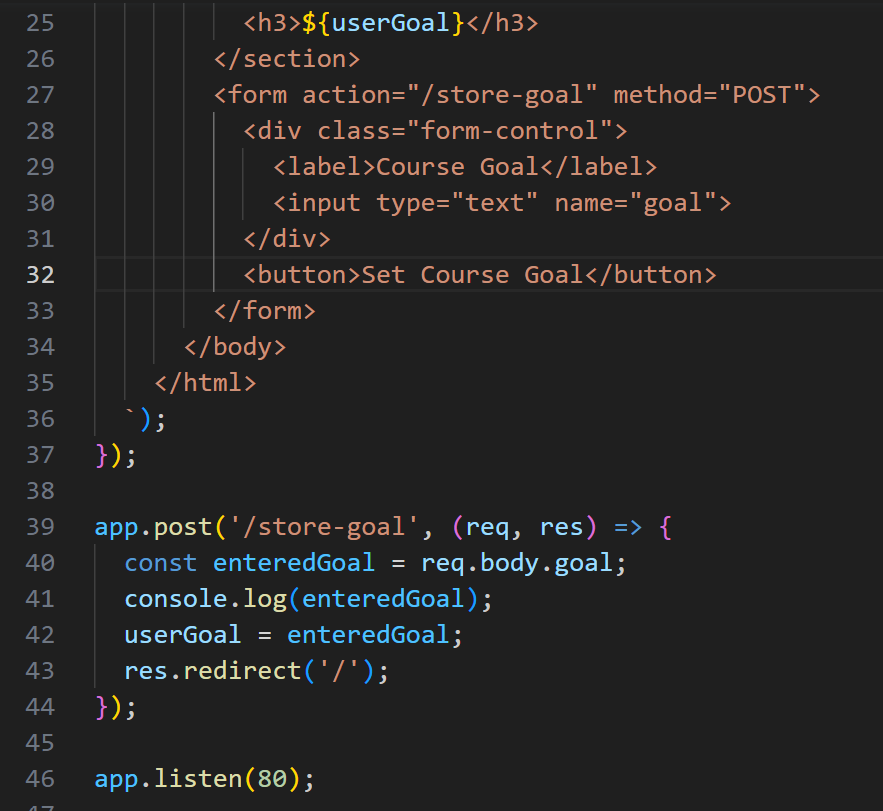 25 <h3>${userGoal}</h3>
26 </section>
27 <form action="/store-goal" method="POST">
28 <div class="form-control">
29 <label>Course Goal</label>
30 <input type="text" name="goal">
31 </div>
32 <button>Set Course Goal</button>
33 </form>
34 </body>
35 </html>
36 `);
37 });
38
39 app.post('/store-goal', (req, res) => {
40 const enteredGoal = req.body.goal;
41 console.log(enteredGoal);
42 userGoal = enteredGoal;
43 res.redirect('/');
44 });
45
46 app.listen(80);
47